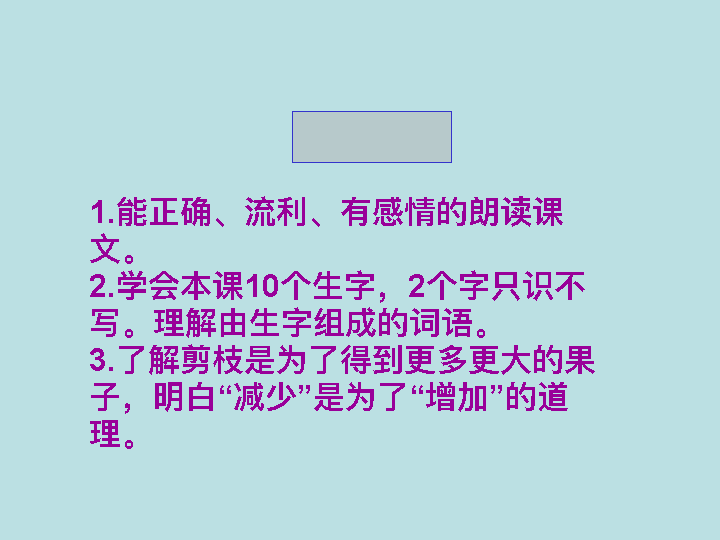 1.能正确、流利、有感情的朗读课
文。
2.学会本课10个生字，2个字只识不
写。理解由生字组成的词语。
3.了解剪枝是为了得到更多更大的果
子，明白“减少”是为了“增加”的道
理。